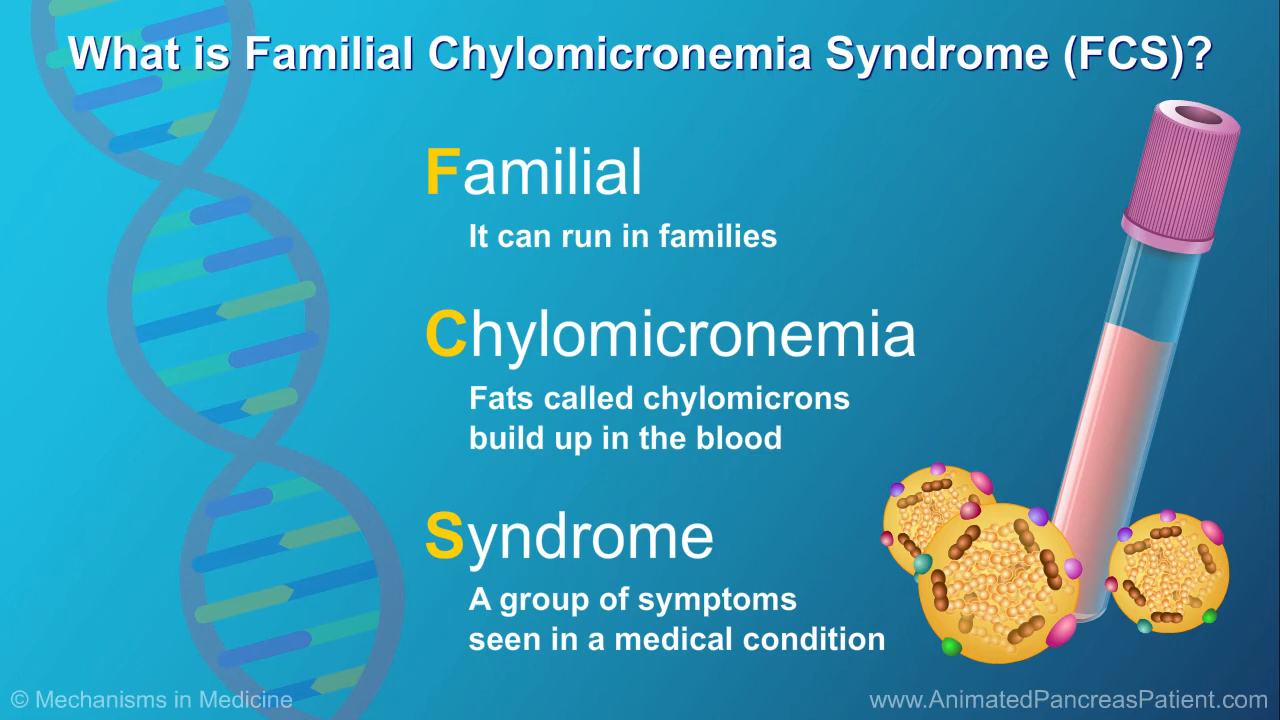 What is Familial Chylomicronemia Syndrome (FCS)?
Familial
It can run in families
Chylomicronemia
Fats called chylomicrons
build up in the blood
Syndrome
A group of symptoms
seen in a medical condition
© Mechanisms in Medicine
www.AnimatedPancreasPatient.com